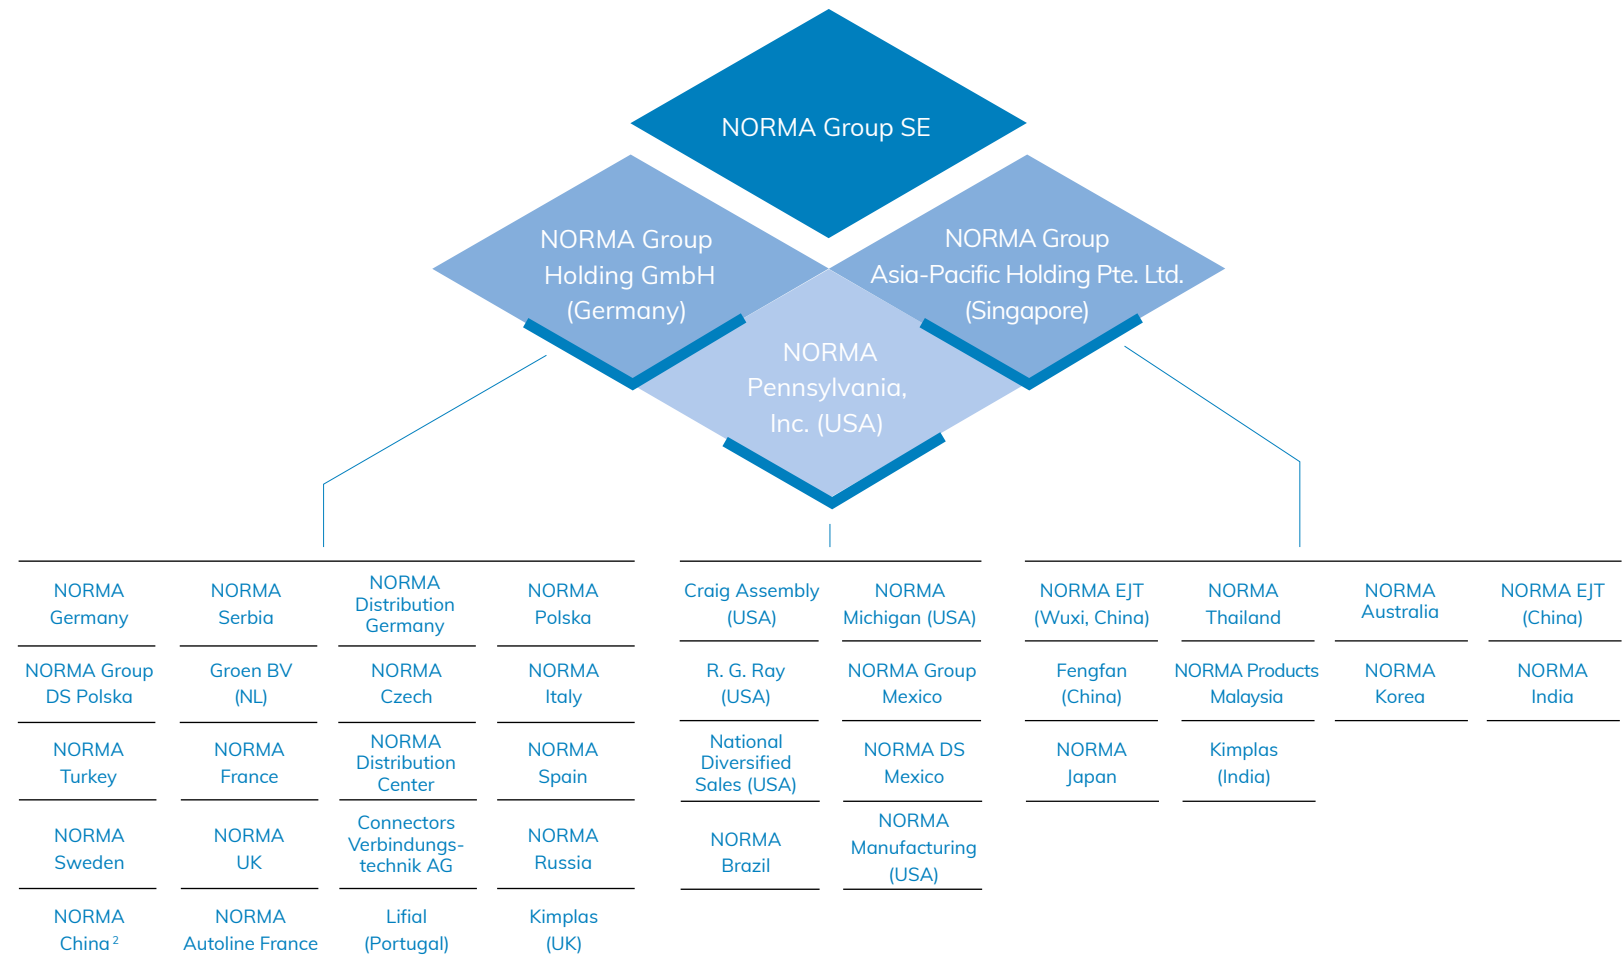 NORMA Group SE
NORMA Group
Holding GmbH
(Germany)
NORMA Group
Asia-Pacific Holding Pte. Ltd.
(Singapore)
NORMA
Pennsylvania,
Inc. (USA)
NORMA
Germany
NORMA
Serbia
NORMA
Distribution
Germany
NORMA
Polska
NORMA Group
DS Polska
Groen BV
(NL)
NORMA
Czech
NORMA
Italy
NORMA
Turkey
NORMA
France
NORMA
Distribution
Center
NORMA
Spain
NORMA
Sweden
NORMA
UK
Connectors
Verbindungs-
technik AG
NORMA
Russia
NORMA
China ²
NORMA
Autoline France
Lifial
(Portugal)
Kimplas
(UK)
Craig Assembly
(USA)
NORMA
Michigan (USA)
R. G. Ray
(USA)
NORMA Group
Mexico
National
Diversified
Sales (USA)
NORMA DS
Mexico
NORMA
Brazil
NORMA
Manufacturing
(USA)
NORMA EJT
(Wuxi, China)
NORMA
Thailand
NORMA
Australia
NORMA EJT
(China)
Fengfan
(China)
NORMA Products
Malaysia
NORMA
Korea
NORMA
India
NORMA
Japan
Kimplas
(India)